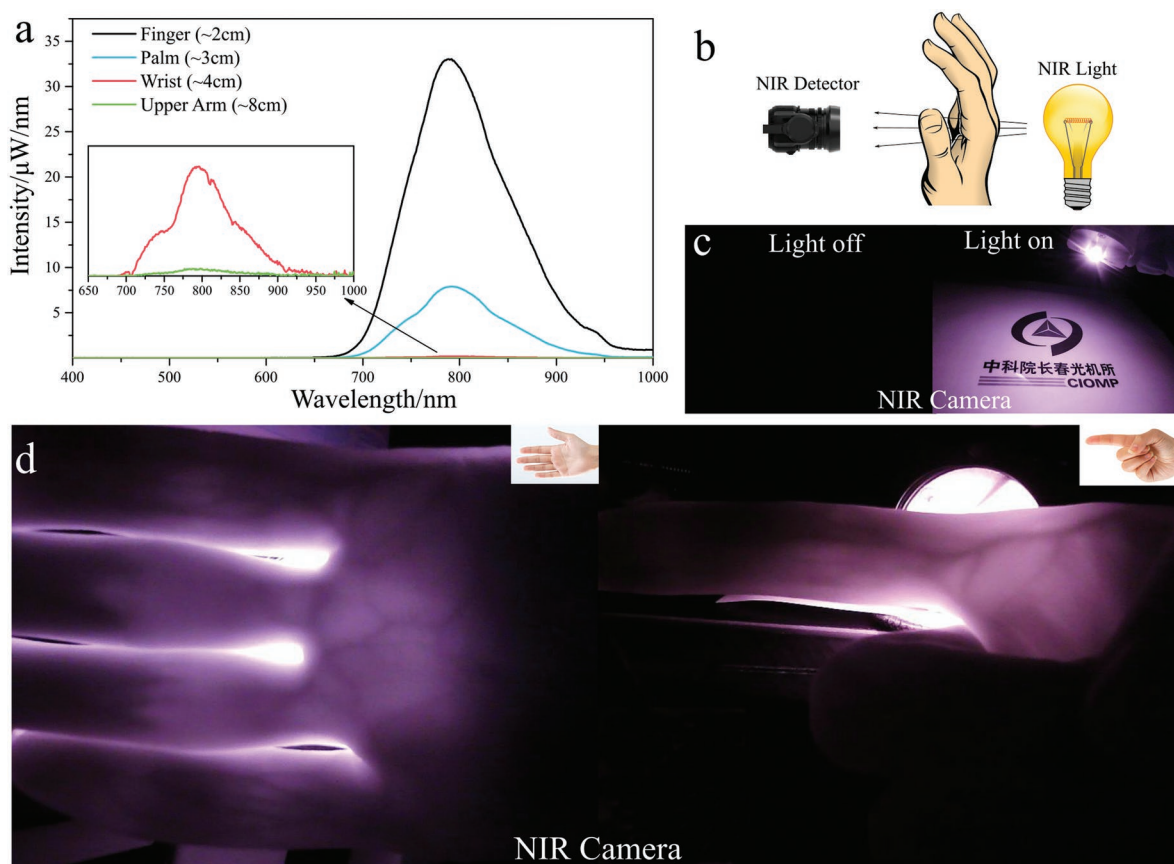 a
Finger (~2cm)
Palm (~3cm)
Wrist (~4cm)
Upper Arm (~8cm)
Intensity/μW/nm
35
30
25
20
15
10
5
650 700 750 800 850 900 950 1000
400 500 600 700 800 900 1000
Wavelength/nm
b
NIR Detector
NIR Light
c
Light off
Light on
中科院长春光机所
CIOMP
NIR Camera
d
NIR Camera